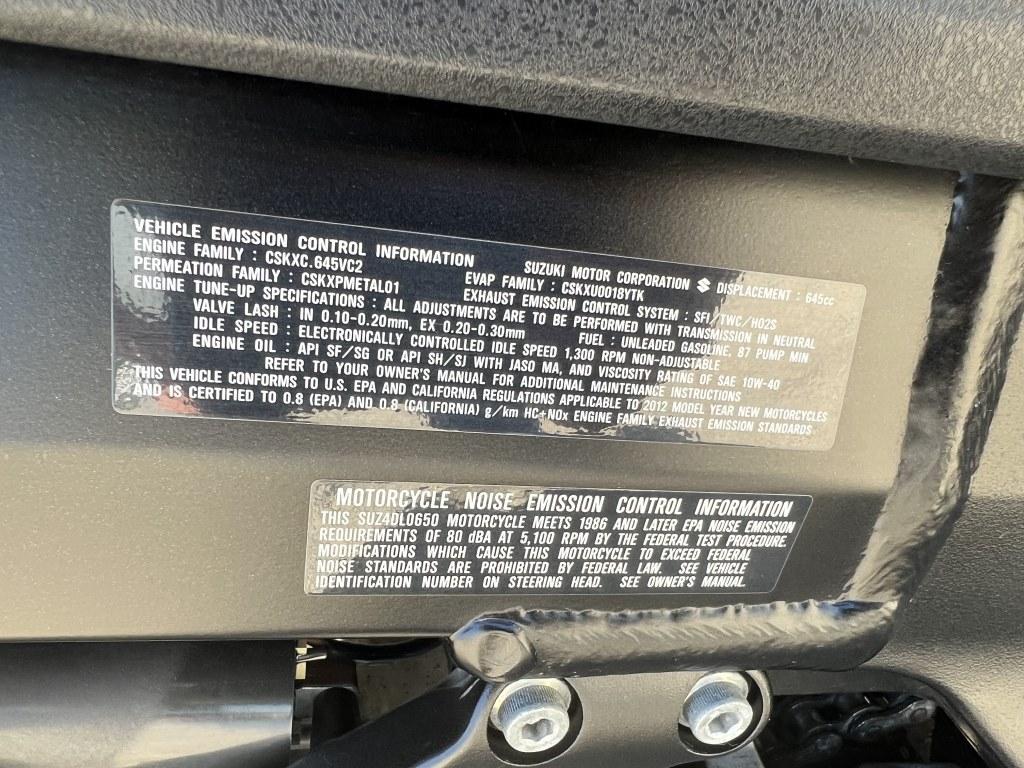 VEHICLE EMISSION CONTROL INFORMATION SUZUKI MOTOR CORPORATION DISPLACEMENT : 645cc
ENGINE FAMILY : CSKXC.645VC2 EVAP FAMILY : CSKXU0018YTK
PERMEATION FAMILY : CSKXPMETAL01 EXHAUST EMISSION CONTROL SYSTEM : SFI/TWC/HO2S
ENGINE TUNE-UP SPECIFICATIONS : ALL ADJUSTMENTS ARE TO BE PERFORMED WITH TRANSMISSION IN NEUTRAL
VALVE LASH : IN 0.10-0.20mm, EX 0.20-0.30mm FUEL : UNLEADED GASOLINE, 87 PUMP MIN
IDLE SPEED : ELECTRONICALLY CONTROLLED IDLE SPEED 1,300 RPM NON-ADJUSTABLE
ENGINE OIL : API SF/SG OR API SH/SJ WITH JASO MA, AND VISCOSITY RATING OF SAE 10W-40
REFER TO YOUR OWNER'S MANUAL FOR ADDITIONAL MAINTENANCE INSTRUCTIONS
THIS VEHICLE CONFORMS TO U.S. EPA AND CALIFORNIA REGULATIONS APPLICABLE TO 2012 MODEL YEAR NEW MOTORCYCLES
AND IS CERTIFIED TO 0.8 (EPA) AND 0.8 (CALIFORNIA) g/km HC+NOx ENGINE FAMILY EXHAUST EMISSION STANDARDS
MOTORCYCLE NOISE EMISSION CONTROL INFORMATION
THIS SUZ4DL0650 MOTORCYCLE MEETS 1986 AND LATER EPA NOISE EMISSION
REQUIREMENTS OF 80 dBA AT 5,100 RPM BY THE FEDERAL TEST PROCEDURE.
MODIFICATIONS WHICH CAUSE THIS MOTORCYCLE TO EXCEED FEDERAL
NOISE STANDARDS ARE PROHIBITED BY FEDERAL LAW. SEE VEHICLE
IDENTIFICATION NUMBER ON STEERING HEAD. SEE OWNER'S MANUAL.